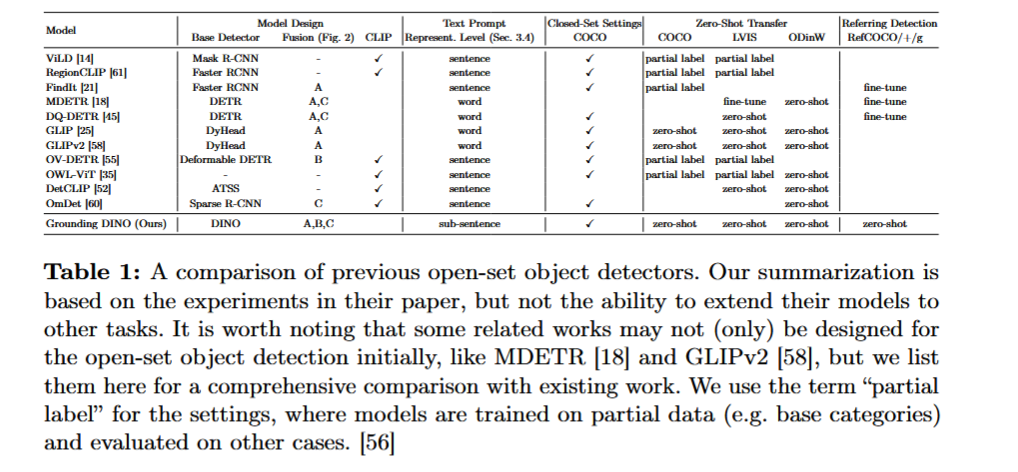 Model | Model Design | Text Prompt | Closed-Set Settings | Zero-Shot Transfer | Referring Detection
Base Detector | Fusion (Fig. 2) | CLIP | Represent. Level (Sec. 3.4) | COCO | COCO | LVIS | ODinW | RefCOCO/+/g
ViLD [14] | Mask R-CNN | - | ✓ | sentence | ✓ | partial label | partial label
RegionCLIP [61] | Faster RCNN | - | ✓ | sentence | ✓ | partial label | partial label
FindIt [21] | Faster RCNN | A | sentence | ✓ | partial label | fine-tune
MDETR [18] | DETR | A,C | word | fine-tune | zero-shot | fine-tune
DQ-DETR [45] | DETR | A,C | word | ✓ | zero-shot | fine-tune
GLIP [25] | DyHead | A | word | ✓ | zero-shot | zero-shot | zero-shot
GLIPv2 [58] | DyHead | A | word | ✓ | zero-shot | zero-shot | zero-shot
OV-DETR [55] | Deformable DETR | B | ✓ | sentence | ✓ | partial label | partial label
OWL-ViT [35] | - | - | ✓ | sentence | ✓ | partial label | partial label | zero-shot
DetCLIP [52] | ATSS | - | ✓ | sentence | zero-shot | zero-shot
OmDet [60] | Sparse R-CNN | C | ✓ | sentence | ✓ | zero-shot
Grounding DINO (Ours) | DINO | A,B,C | sub-sentence | ✓ | zero-shot | zero-shot | zero-shot | zero-shot
Table 1: A comparison of previous open-set object detectors. Our summarization is
based on the experiments in their paper, but not the ability to extend their models to
other tasks. It is worth noting that some related works may not (only) be designed for
the open-set object detection initially, like MDETR [18] and GLIPv2 [58], but we list
them here for a comprehensive comparison with existing work. We use the term “partial
label” for the settings, where models are trained on partial data (e.g. base categories)
and evaluated on other cases. [56]